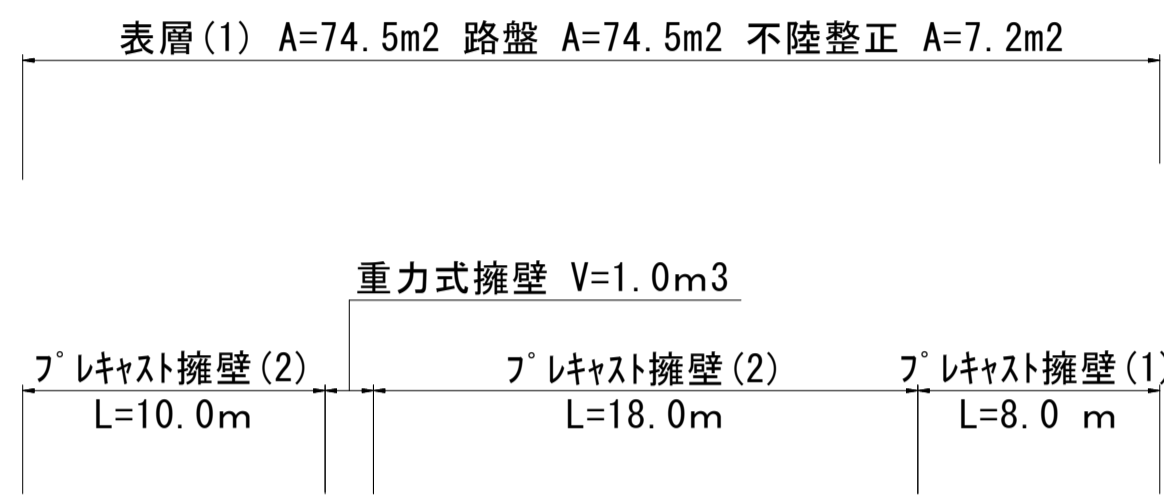 表層(1) A=74.5m2 路盤 A=74.5m2 不陸整正 A=7.2m2
重力式擁壁 V=1.0m3
ﾌﾟﾚｷｬｽﾄ擁壁(2) ﾌﾟﾚｷｬｽﾄ擁壁(2) ﾌﾟﾚｷｬｽﾄ擁壁(1)
L=10.0m L=18.0m L=8.0 m